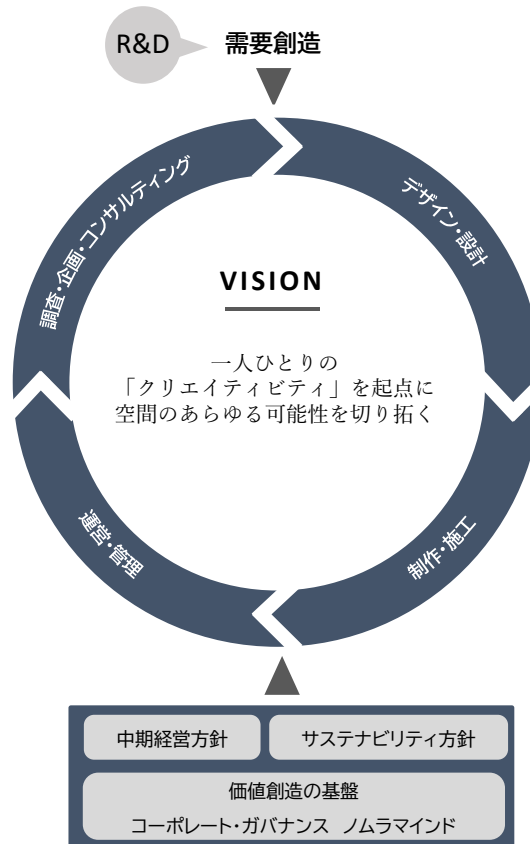 R&D
需要創造
調査・企画・コンサルティング
デザイン・設計
VISION
一人ひとりの
「クリエイティビティ」を起点に
空間のあらゆる可能性を切り拓く
運営・管理
制作・施工
中期経営方針
サステナビリティ方針
価値創造の基盤
コーポレート・ガバナンス ノムラマインド